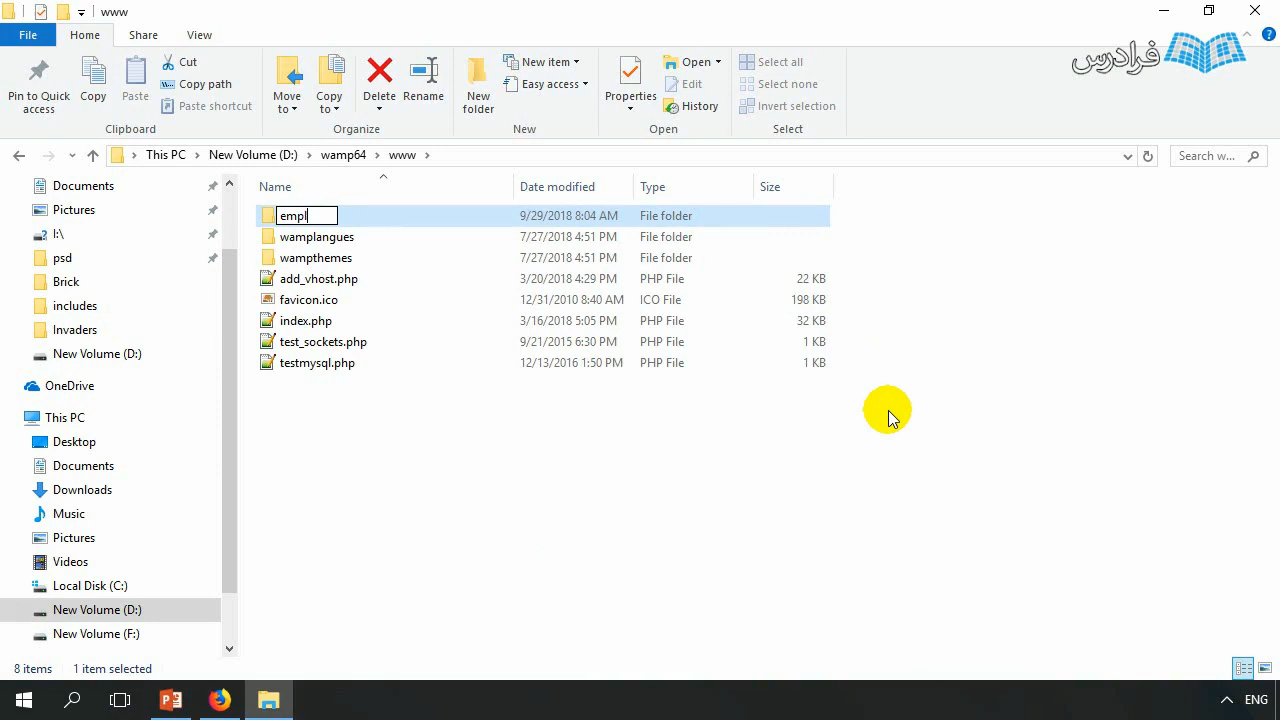 www
File Home Share View
فرادرس
Pin to Quick access
Copy
Paste
Cut
Copy path
Paste shortcut
Clipboard
Move to
Copy to
Delete
Rename
Organize
New folder
New item
Easy access
New
Properties
Open
Edit
History
Open
Select all
Select none
Invert selection
Select
This PC New Volume (D:) wamp64 www
Search w...
Name Date modified Type Size
empl 9/29/2018 8:04 AM File folder
wamplangues 7/27/2018 4:51 PM File folder
wampthemes 7/27/2018 4:51 PM File folder
add_vhost.php 3/20/2018 4:29 PM PHP File 22 KB
favicon.ico 12/31/2010 8:40 AM ICO File 198 KB
index.php 3/16/2018 5:05 PM PHP File 32 KB
test_sockets.php 9/21/2015 6:30 PM PHP File 1 KB
testmysql.php 12/13/2016 1:50 PM PHP File 1 KB
Documents
Pictures
I:\
psd
Brick
includes
Invaders
New Volume (D:)
OneDrive
This PC
Desktop
Documents
Downloads
Music
Pictures
Videos
Local Disk (C:)
New Volume (D:)
New Volume (F:)
8 items 1 item selected
ENG